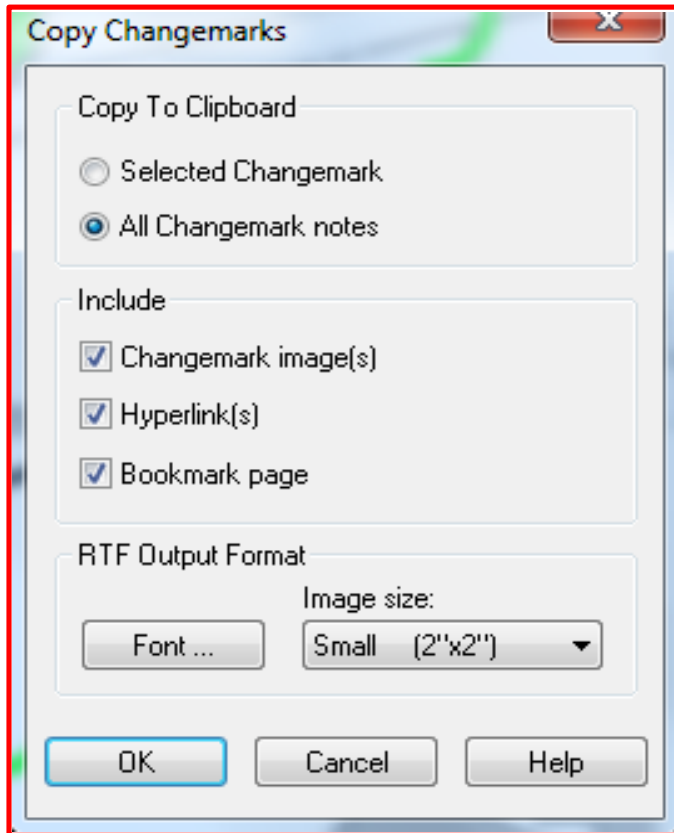 Copy Changemarks
Copy To Clipboard
Selected Changemark
All Changemark notes
Include
Changemark image(s)
Hyperlink(s)
Bookmark page
RTF Output Format
Image size:
Font ...
Small (2"x2")
OK
Cancel
Help